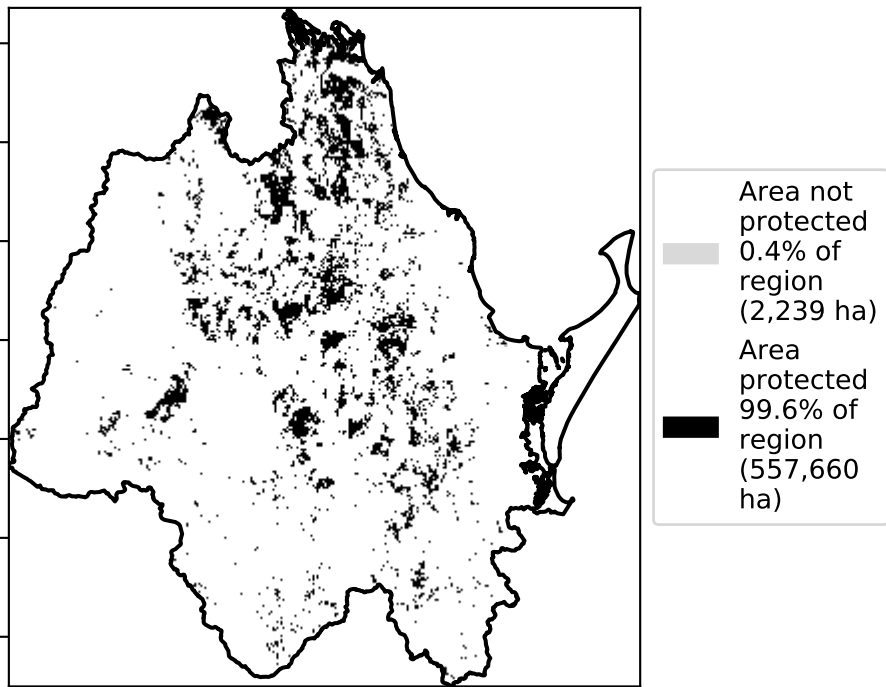 Area not
protected
0.4% of
region
(2,239 ha)
Area
protected
99.6% of
region
(557,660
ha)